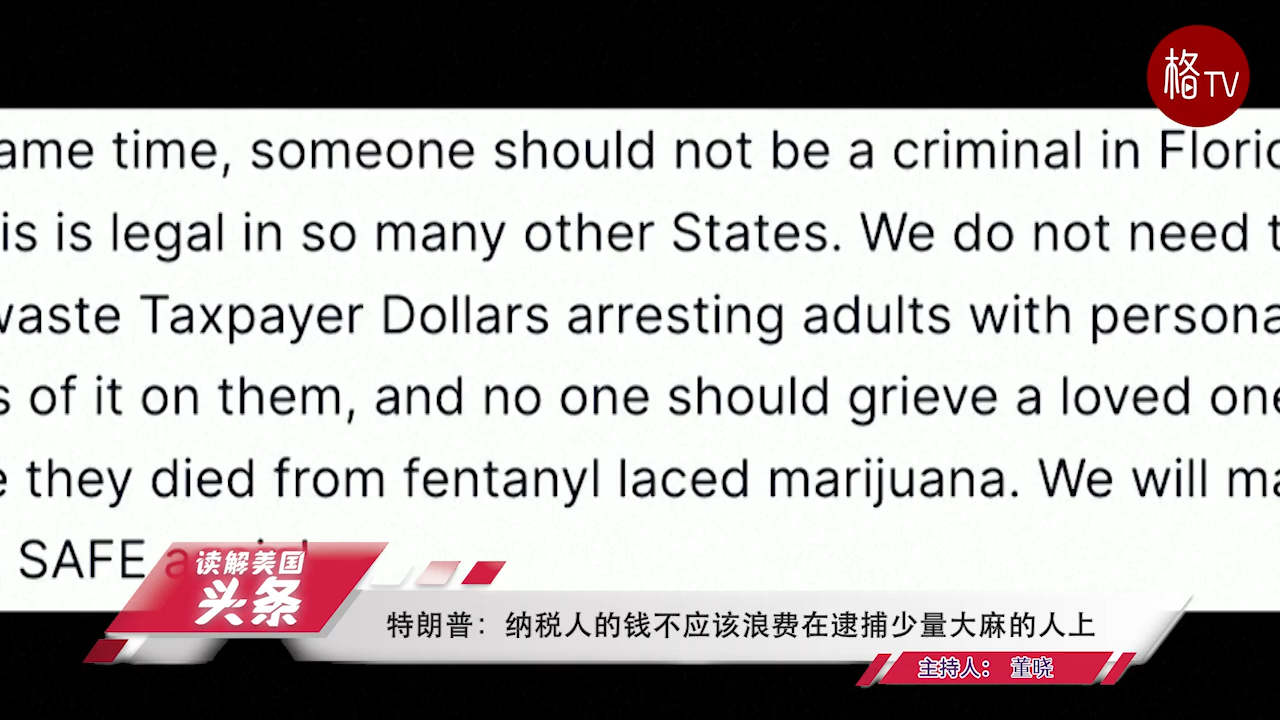 格TV
ame time, someone should not be a criminal in Florid
is is legal in so many other States. We do not need t
waste Taxpayer Dollars arresting adults with persona
s of it on them, and no one should grieve a loved one
e they died from fentanyl laced marijuana. We will ma
SAFE
读解美国
头条
特朗普：纳税人的钱不应该浪费在逮捕少量大麻的人上
主持人： 董哓